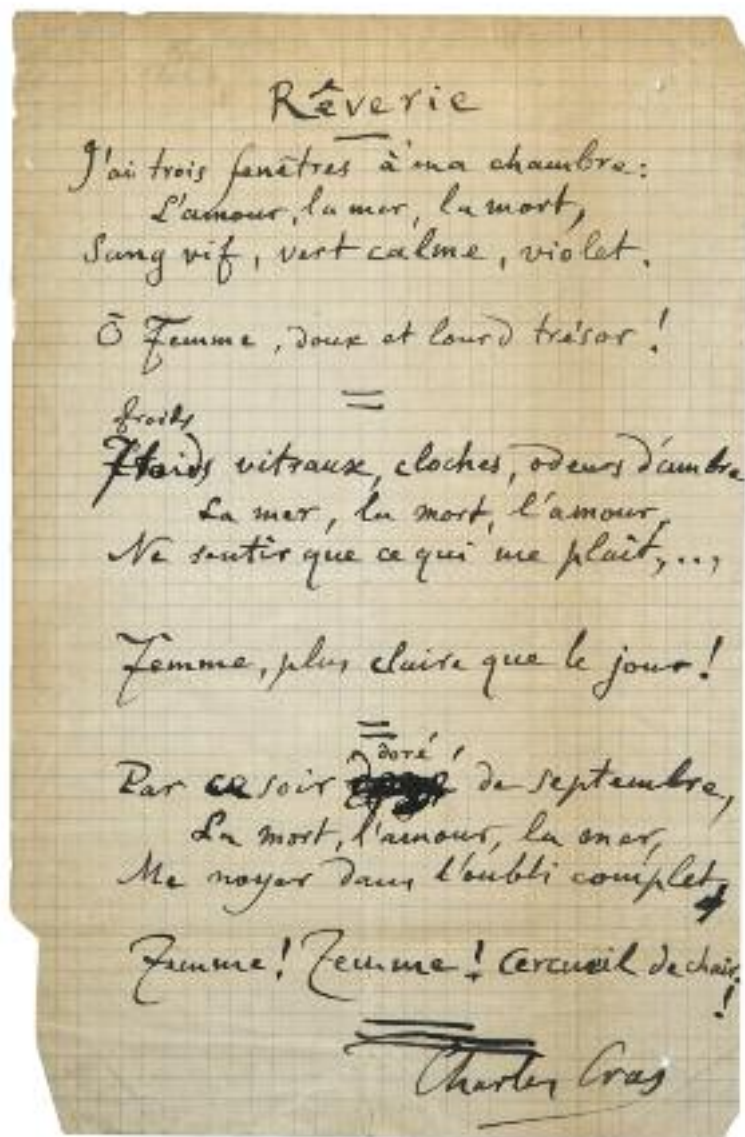 Rêverie
J'ai trois fenêtres à ma chambre:
L'amour, la mer, la mort,
Sang vif, vert calme, violet.
Ô Femme, doux et lourd trésor!
froids
Froids vitraux, cloches, odeurs d'ambre
La mer, la mort, l'amour,
Ne sentir que ce qui me plaît,...,
Femme, plus claire que le jour!
doré
Par ce soir de septembre,
La mort, l'amour, la mer,
Me noyer dans l'oubli complet,
Femme! Femme! Cercueil de chair!
Charles Cros